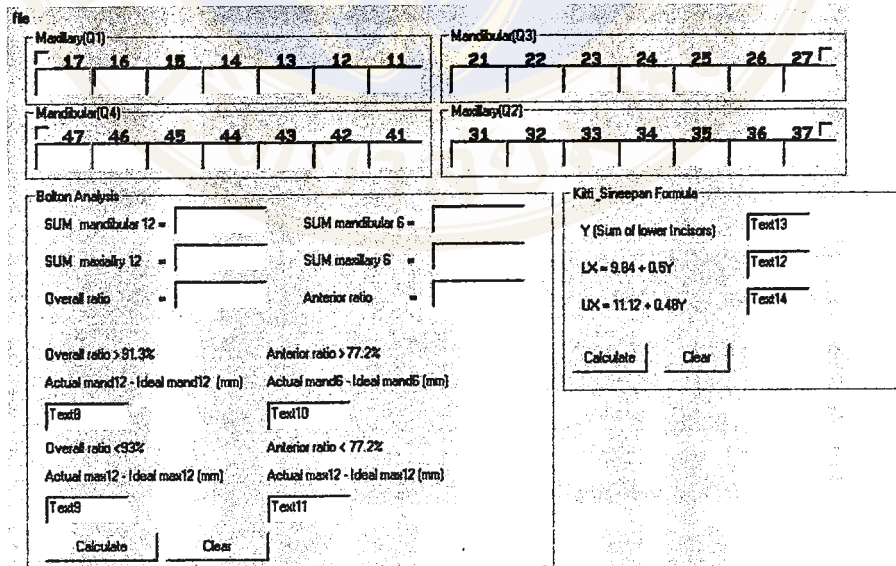 file
Maxillary(Q1)
17 16 15 14 13 12 11
Mandibular(Q3)
21 22 23 24 25 26 27
Mandibular(Q4)
47 46 45 44 43 42 41
Maxillary(Q2)
31 32 33 34 35 36 37
Bolton Analysis
SUM mandibular 12 =
SUM mandibular 6 =
SUM maxiallry 12 =
SUM maxillary 6 =
Overall ratio =
Anterior ratio =
Overall ratio >91.3%
Anterior ratio >77.2%
Actual mand12 - Ideal mand12 (mm)
Actual mand6 - Ideal mand6 (mm)
Text8
Text10
Overall ratio <93%
Anterior ratio < 77.2%
Actual max12 - Ideal max12 (mm)
Actual max12 - Ideal max12 (mm)
Text9
Text11
Calculate
Clear
Kitti_Sineepan Formula
Y (Sum of lower Incisors)
Text13
LX = 9.84 + 0.5Y
Text12
UX = 11.12 + 0.48Y
Text14
Calculate
Clear